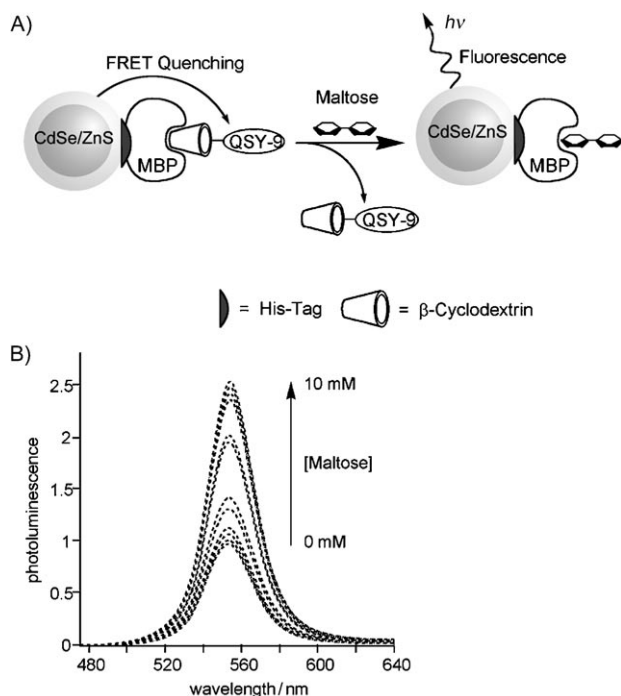 A)
hν
FRET Quenching
Fluorescence
Maltose
CdSe/ZnS
MBP
QSY-9
CdSe/ZnS
MBP
QSY-9
= His-Tag
= β-Cyclodextrin
B)
photoluminescence
2.5
2
1.5
1
0.5
0
10 mM
[Maltose]
0 mM
480 520 560 600 640
wavelength / nm